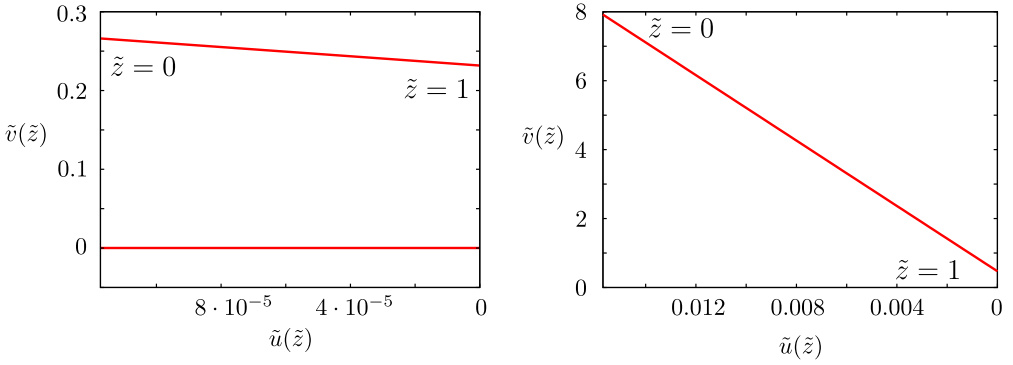 0.3
0.2
0.1
0
ṽ(z̃)
z̃ = 0
z̃ = 1
8 · 10⁻⁵
4 · 10⁻⁵
0
ũ(z̃)
8
6
4
2
0
ṽ(z̃)
z̃ = 0
z̃ = 1
0.012
0.008
0.004
0
ũ(z̃)